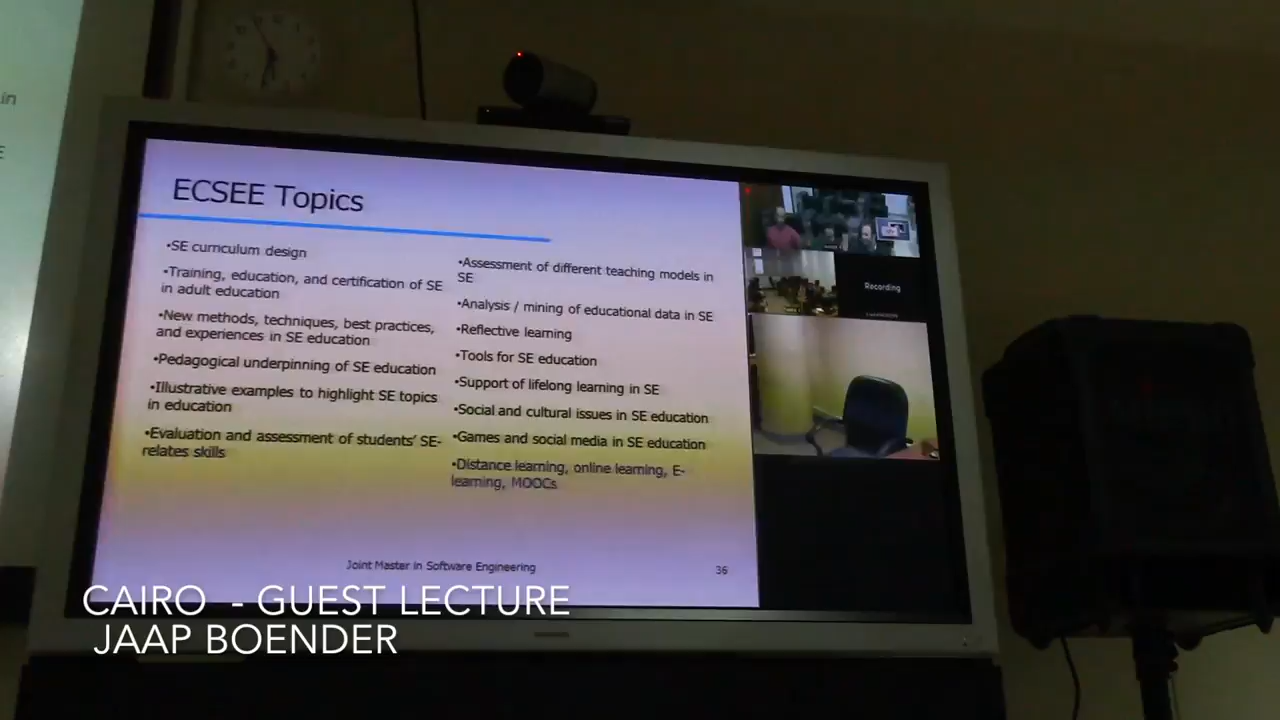 in
E
ECSEE Topics
•SE curriculum design
•Training, education, and certification of SE
in adult education
•New methods, techniques, best practices,
and experiences in SE education
•Pedagogical underpinning of SE education
•Illustrative examples to highlight SE topics
in education
•Evaluation and assessment of students' SE-
relates skills
•Assessment of different teaching models in
SE
•Analysis / mining of educational data in SE
•Reflective learning
•Tools for SE education
•Support of lifelong learning in SE
•Social and cultural issues in SE education
•Games and social media in SE education
•Distance learning, online learning, E-
learning, MOOCs
Joint Master in Software Engineering
36
Recording
CAIRO - GUEST LECTURE
JAAP BOENDER